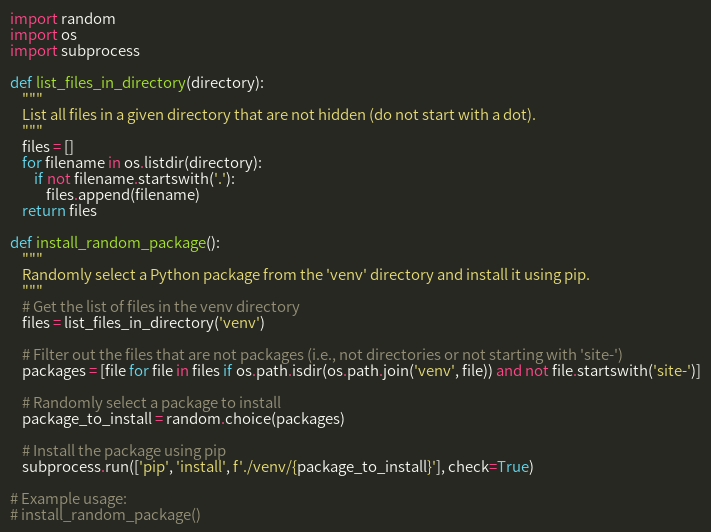 import random
import os
import subprocess

def list_files_in_directory(directory):
    """
    List all files in a given directory that are not hidden (do not start with a dot).
    """
    files = []
    for filename in os.listdir(directory):
        if not filename.startswith('.'):
            files.append(filename)
    return files

def install_random_package():
    """
    Randomly select a Python package from the 'venv' directory and install it using pip.
    """
    # Get the list of files in the venv directory
    files = list_files_in_directory('venv')

    # Filter out the files that are not packages (i.e., not directories or not starting with 'site-')
    packages = [file for file in files if os.path.isdir(os.path.join('venv', file)) and not file.startswith('site-')]

    # Randomly select a package to install
    package_to_install = random.choice(packages)

    # Install the package using pip
    subprocess.run(['pip', 'install', f'./venv/{package_to_install}'], check=True)

# Example usage:
# install_random_package()